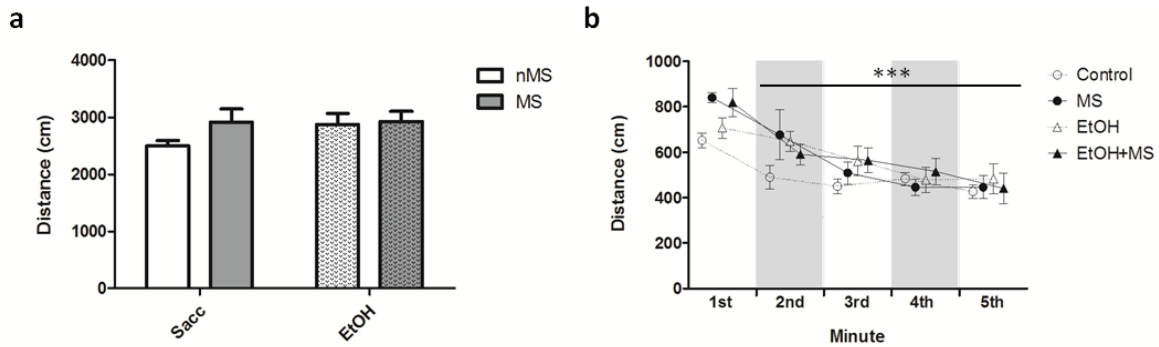 a
Distance (cm)
4000
3000
2000
1000
0
Sacc
EtOH
nMS
MS
b
Distance (cm)
1000
800
600
400
200
0
***
1st 2nd 3rd 4th 5th
Minute
Control
MS
EtOH
EtOH+MS